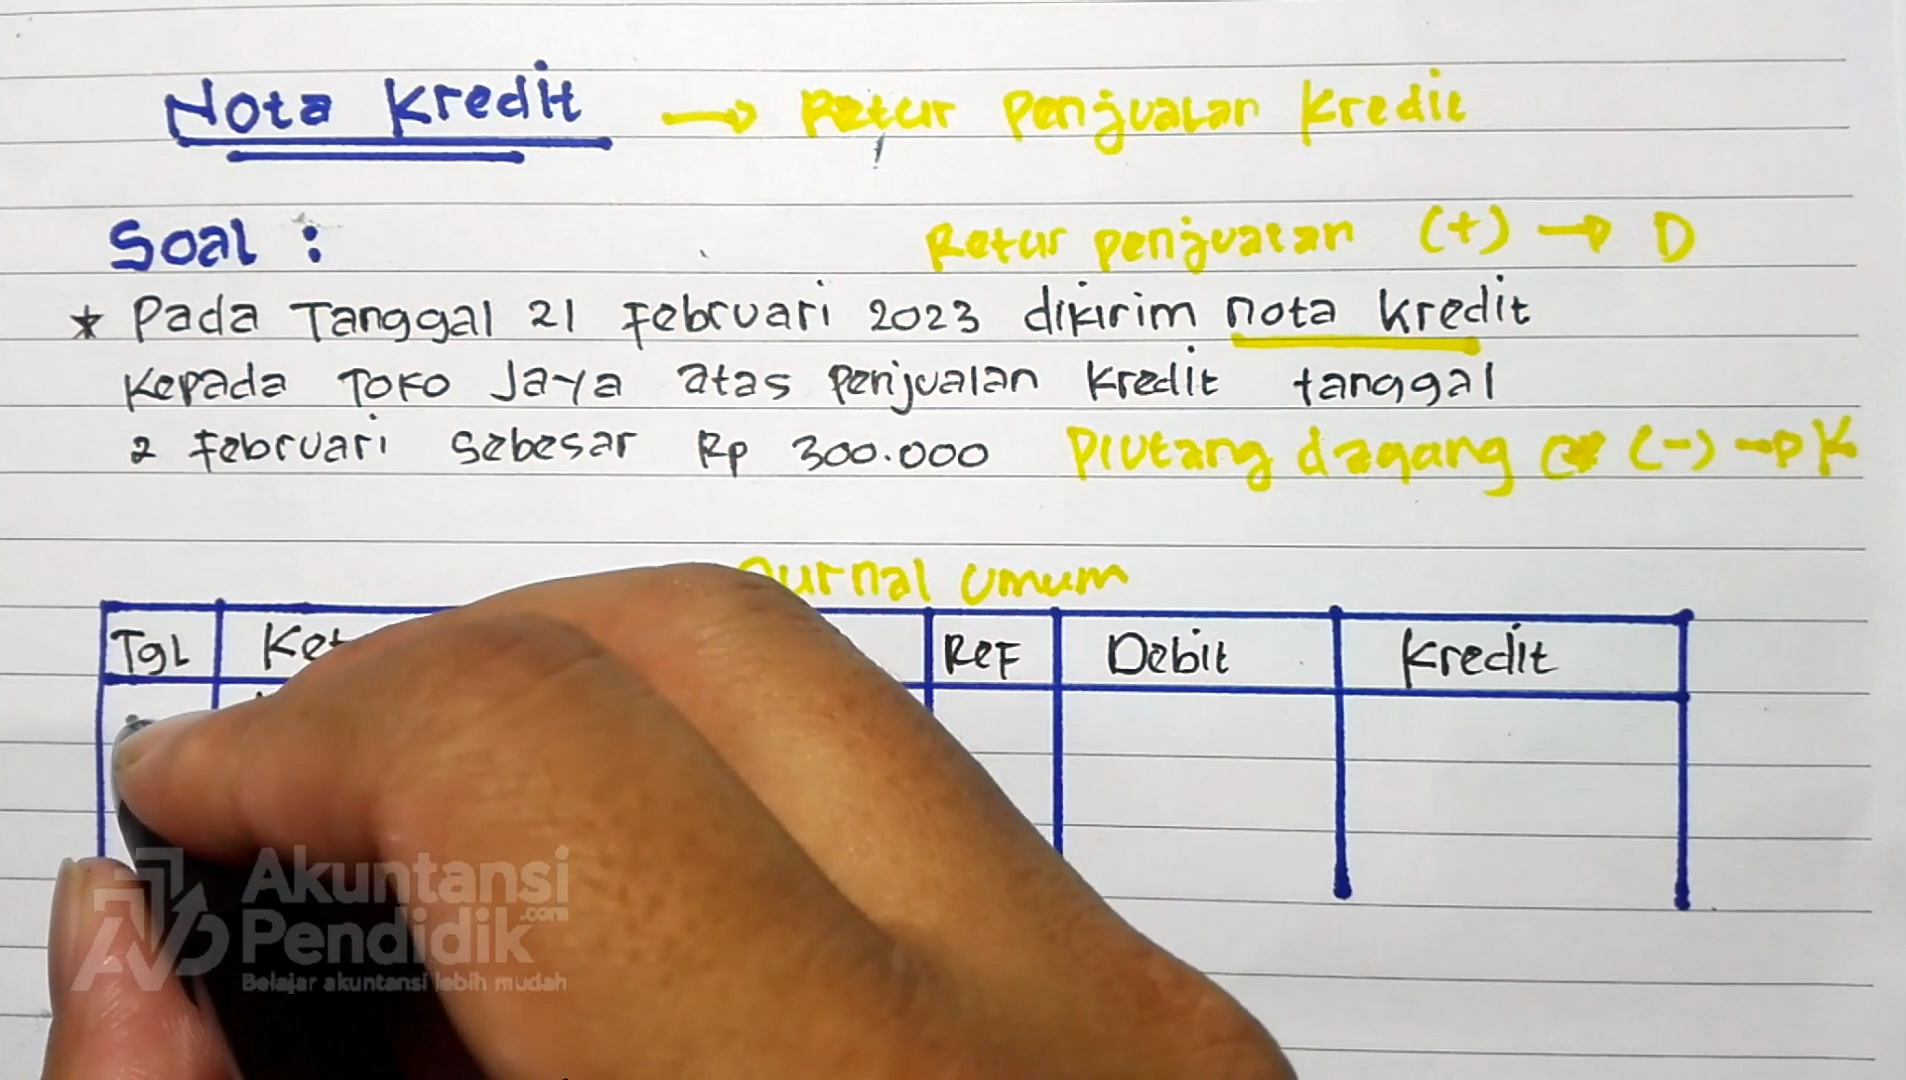 Nota Kredit → Retur Penjualan Kredit
Soal :
Retur penjualan (+) → D
* Pada Tanggal 21 Februari 2023 dikirim nota kredit
Kepada Toko Jaya atas penjualan kredit tanggal
2 Februari sebesar Rp 300.000
Piutang dagang (-) → K
Jurnal Umum
Tgl Ket Ref Debit Kredit
Akuntansi
Pendidik.com
Belajar akuntansi lebih mudah